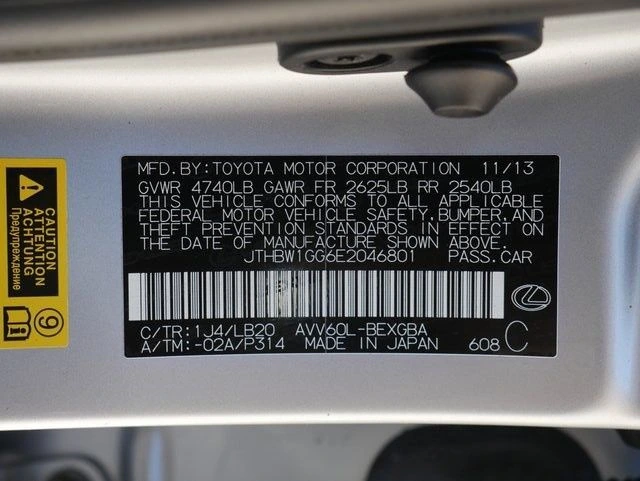 MFD.BY:TOYOTA MOTOR CORPORATION 11/13
GVWR 4740LB GAWR FR 2625LB RR 2540LB
THIS VEHICLE CONFORMS TO ALL APPLICABLE
FEDERAL MOTOR VEHICLE SAFETY,BUMPER,AND
THEFT PREVENTION STANDARDS IN EFFECT ON
THE DATE OF MANUFACTURE SHOWN ABOVE.
JTHBW1GG6E2046801 PASS.CAR
C/TR:1J4/LB20 AVV60L-BEXGBA
A/TM:-02A/P314 MADE IN JAPAN 608 C
CAUTION
ATTENTION
ACHTUNG
Предупреждение
9